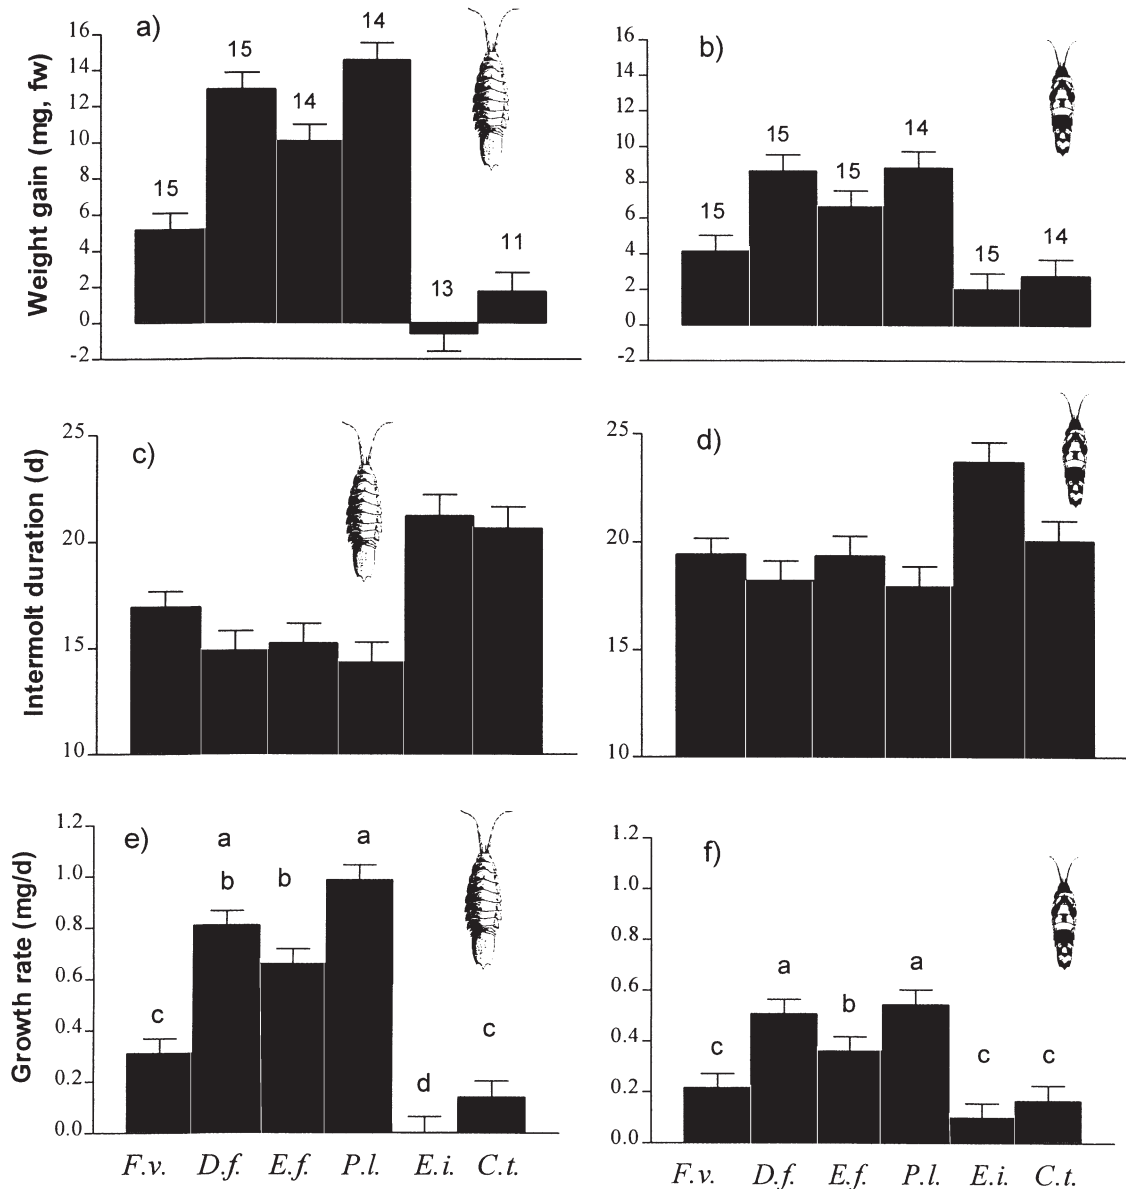 a)
Weight gain (mg, fw)
16
14
12
10
8
6
4
2
0
-2
15
15
14
14
13
11
b)
16
14
12
10
8
6
4
2
0
-2
15
15
15
14
15
14
c)
Intermolt duration (d)
25
20
15
10
d)
25
20
15
10
e)
Growth rate (mg/d)
1.2
1.0
0.8
0.6
0.4
0.2
0.0
c
a
b
b
a
d
c
F.v. D.f. E.f. P.l. E.i. C.t.
f)
1.2
1.0
0.8
0.6
0.4
0.2
0.0
c
a
b
a
c
c
F.v. D.f. E.f. P.l. E.i. C.t.